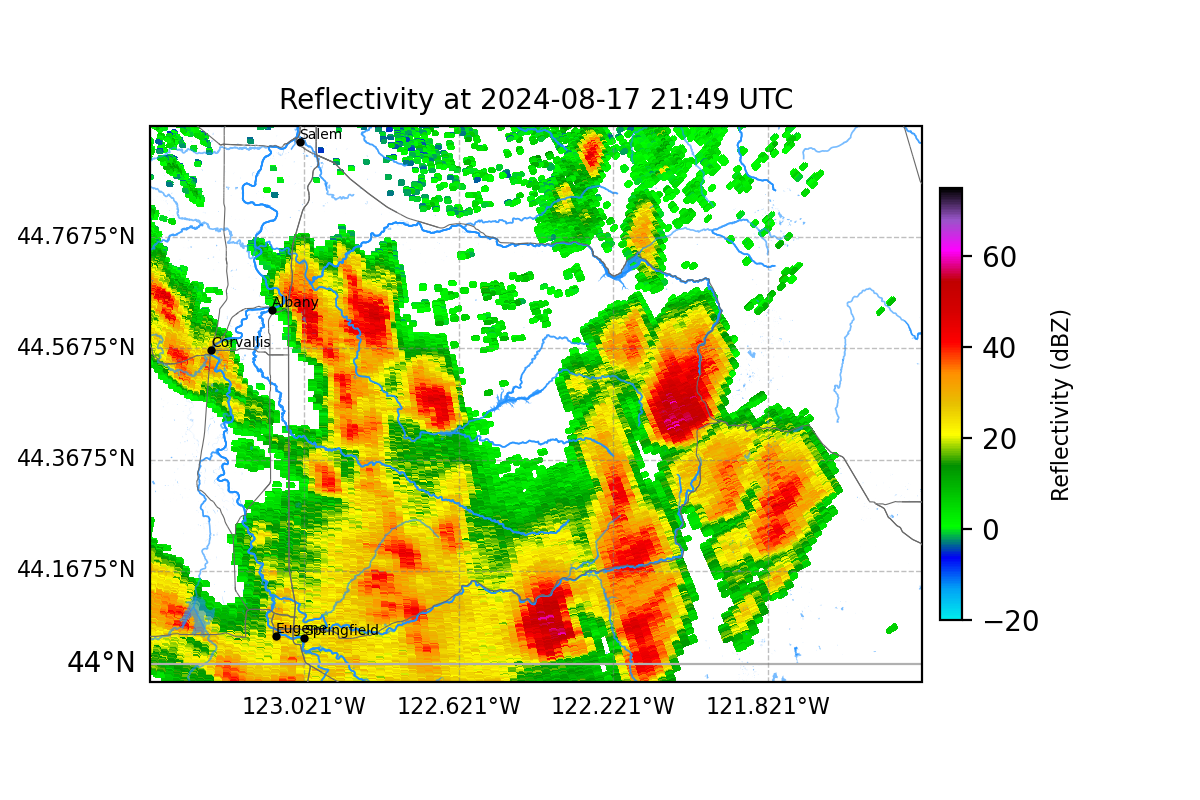 Reflectivity at 2024-08-17 21:49 UTC
Salem
44.7675°N
60
Albany
Corvallis
44.5675°N
40
Reflectivity (dBZ)
20
44.3675°N
0
44.1675°N
−20
Eugene
Springfield
44°N
123.021°W 122.621°W 122.221°W 121.821°W